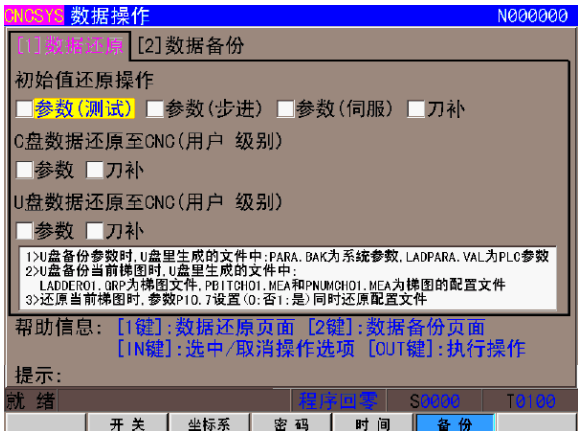 CNCSYS 数据操作 N000000
[1]数据还原 [2]数据备份
初始值还原操作
参数(测试) 参数(步进) 参数(伺服) 刀补
C盘数据还原至CNC(用户 级别)
参数 刀补
U盘数据还原至CNC(用户 级别)
参数 刀补
1>U盘备份参数时,U盘里生成的文件中:PARA.BAK为系统参数,LADPARA.VAL为PLC参数
2>U盘备份当前梯图时,U盘里生成的文件中:
LADDER01.GRP为梯图文件,PBITCH01.MEA和PNUMCH01.MEA为梯图的配置文件
3>还原当前梯图时,参数P10.7设置(0:否1:是)同时还原配置文件
帮助信息: [1键]:数据还原页面 [2键]:数据备份页面
[IN键]:选中/取消操作选项 [OUT键]:执行操作
提示:
就 绪 程序回零 S0000 T0100
开 关 坐标系 密 码 时 间 备 份